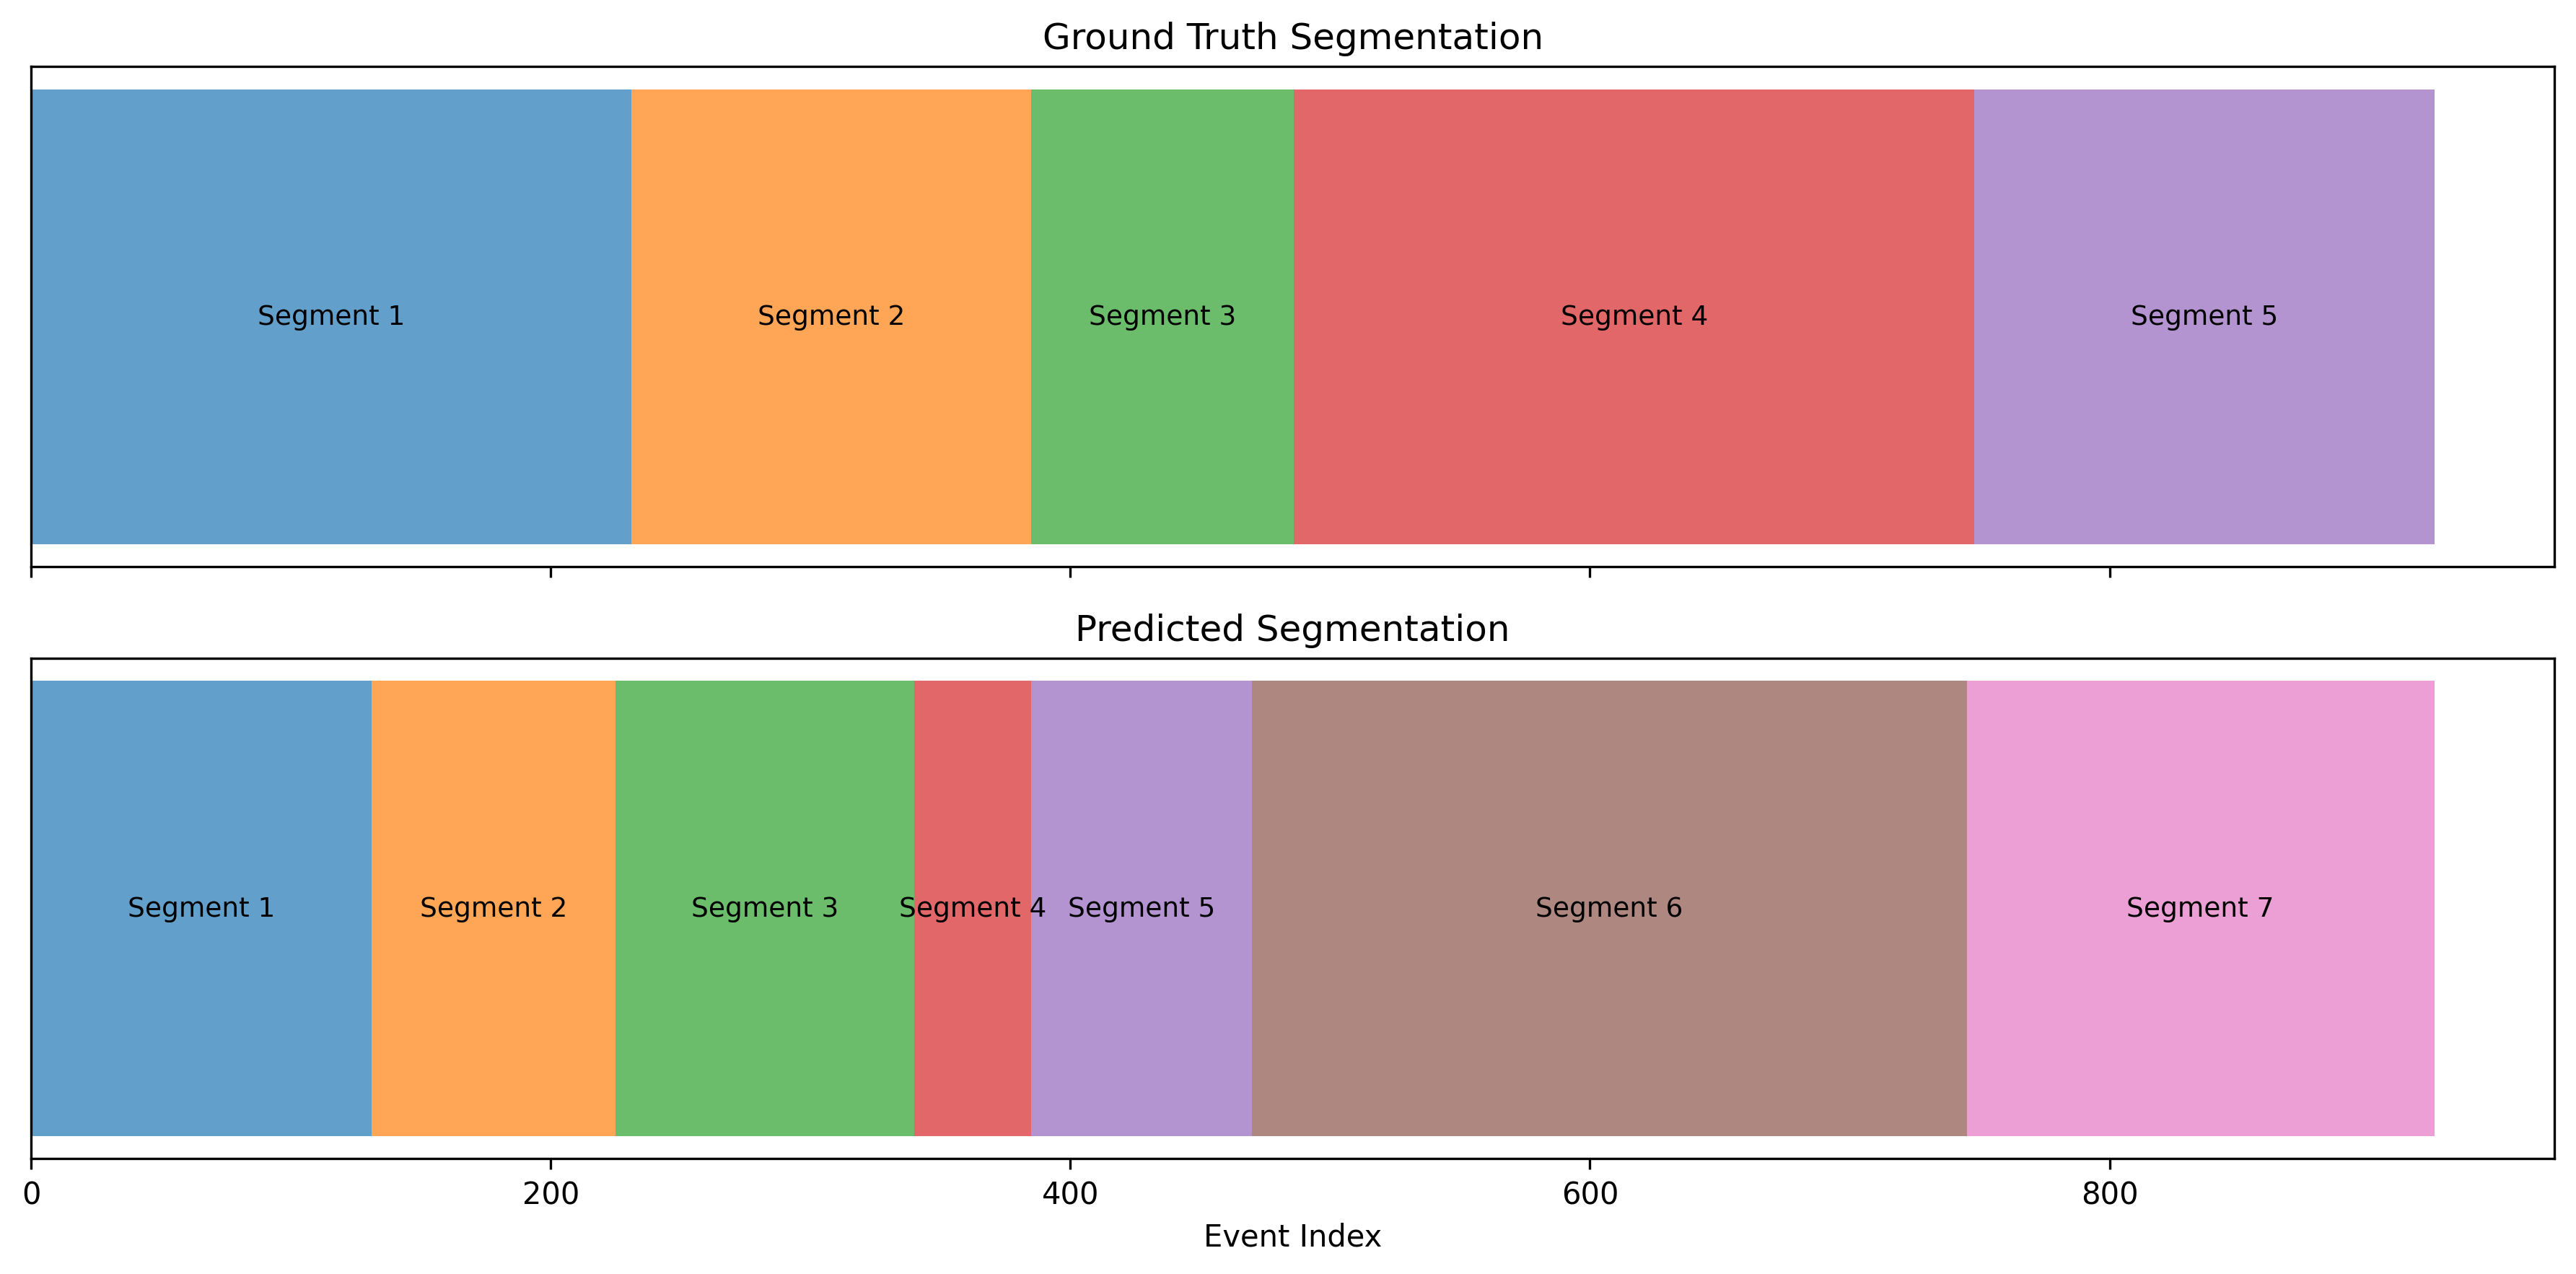 Ground Truth Segmentation
Segment 1 Segment 2 Segment 3 Segment 4 Segment 5
Predicted Segmentation
Segment 1 Segment 2 Segment 3 Segment 4 Segment 5 Segment 6 Segment 7
0 200 400 600 800
Event Index